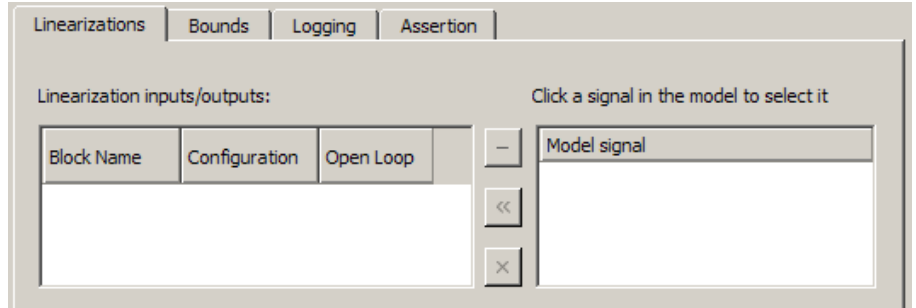 Linearizations Bounds Logging Assertion
Linearization inputs/outputs: Click a signal in the model to select it
Block Name Configuration Open Loop − Model signal
«
×